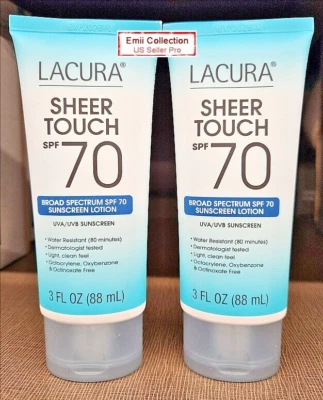 Emii Collection
US Seller Pro
LACURA®
SHEER
TOUCH
SPF 70
BROAD SPECTRUM SPF 70
SUNSCREEN LOTION
UVA/UVB SUNSCREEN
• Water Resistant (80 minutes)
• Dermatologist tested
• Light, clean feel
• Octocrylene, Oxybenzone
& Octinoxate Free
3 FL OZ (88 mL)
LACURA®
SHEER
TOUCH
SPF 70
BROAD SPECTRUM SPF 70
SUNSCREEN LOTION
UVA/UVB SUNSCREEN
• Water Resistant (80 minutes)
• Dermatologist tested
• Light, clean feel
• Octocrylene, Oxybenzone
& Octinoxate Free
3 FL OZ (88 mL)